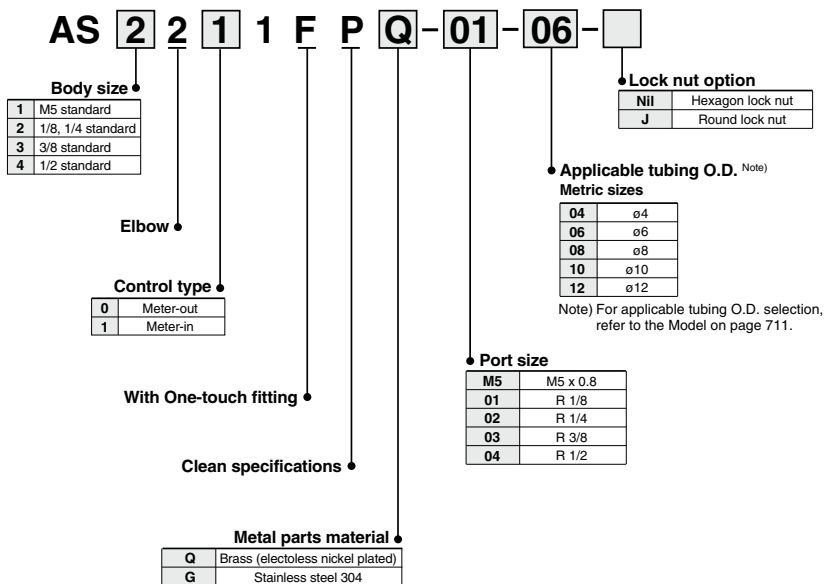 AS 2 2 1 1 F P Q - 01 - 06 -
Body size
1 M5 standard
2 1/8, 1/4 standard
3 3/8 standard
4 1/2 standard
Elbow
Control type
0 Meter-out
1 Meter-in
With One-touch fitting
Clean specifications
Metal parts material
Q Brass (electoless nickel plated)
G Stainless steel 304
Lock nut option
Nil Hexagon lock nut
J Round lock nut
Applicable tubing O.D. Note)
Metric sizes
04 ø4
06 ø6
08 ø8
10 ø10
12 ø12
Note) For applicable tubing O.D. selection,
refer to the Model on page 711.
Port size
M5 M5 x 0.8
01 R 1/8
02 R 1/4
03 R 3/8
04 R 1/2